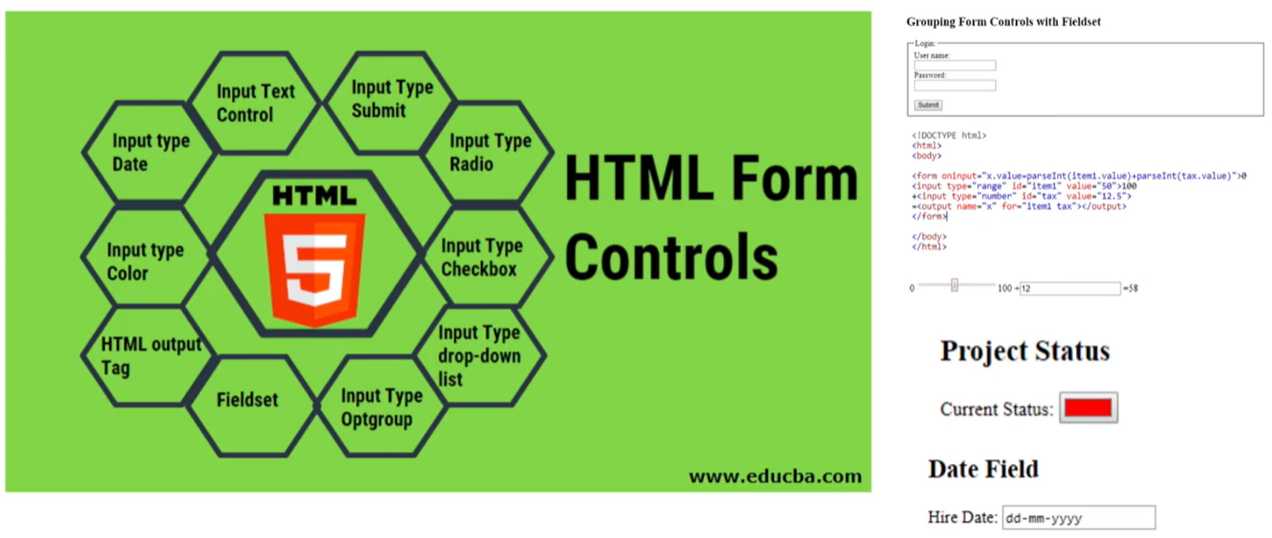 Input Text
Control
Input Type
Submit
Input type
Date
Input Type
Radio
HTML
5
HTML Form
Controls
Input type
Color
Input Type
Checkbox
HTML output
Tag
Input Type
drop-down
list
Fieldset
Input Type
Optgroup
www.educba.com
Grouping Form Controls with Fieldset
Login:
User name:
Password:
Submit
<!DOCTYPE html>
<html>
<body>
<form oninput="x.value=parseInt(item1.value)+parseInt(tax.value)">0
<input type="range" id="item1" value="50">100
+<input type="number" id="tax" value="12.5">
=<output name="x" for="item1 tax"></output>
</form>
</body>
</html>
0 100 +12 =58
Project Status
Current Status:
Date Field
Hire Date: dd-mm-yyyy